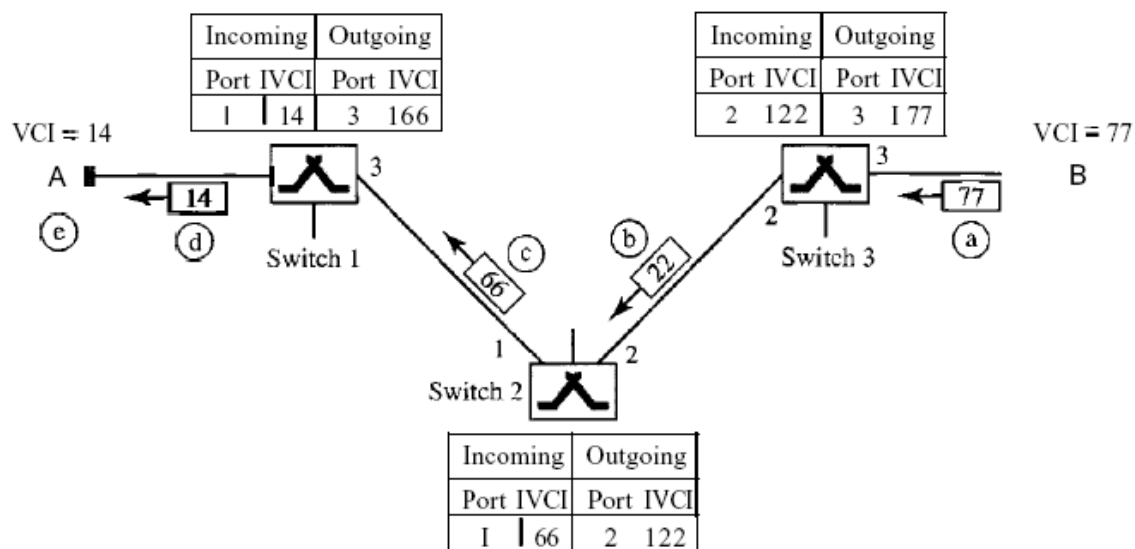 Incoming Outgoing
Port IVCI Port IVCI
I 14 3 166
Incoming Outgoing
Port IVCI Port IVCI
2 122 3 I 77
VCI = 14
VCI = 77
A
14
3
3
77
B
e
d
Switch 1
c
66
b
22
2
Switch 3
a
1
2
Switch 2
Incoming Outgoing
Port IVCI Port IVCI
I 66 2 122